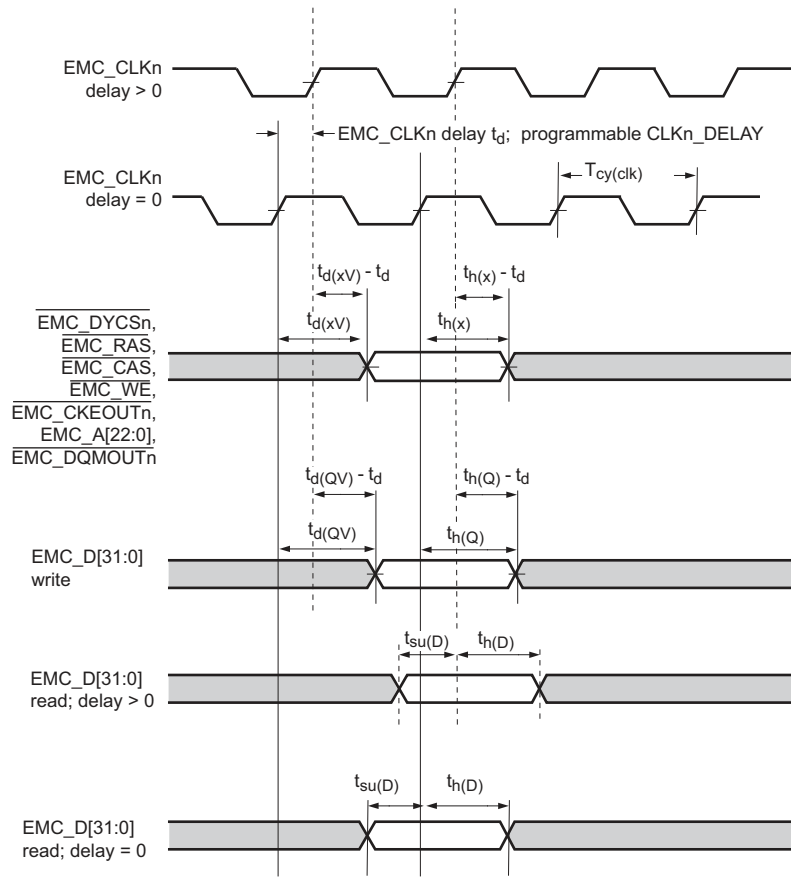 EMC_CLKn
delay > 0
EMC_CLKn delay td; programmable CLKn_DELAY
EMC_CLKn
delay = 0
Tcy(clk)
td(xV) - td
th(x) - td
td(xV)
th(x)
EMC_DYCSn,
EMC_RAS,
EMC_CAS,
EMC_WE,
EMC_CKEOUTn,
EMC_A[22:0],
EMC_DQMOUTn
td(QV) - td
th(Q) - td
td(QV)
th(Q)
EMC_D[31:0]
write
tsu(D)
th(D)
EMC_D[31:0]
read; delay > 0
tsu(D)
th(D)
EMC_D[31:0]
read; delay = 0